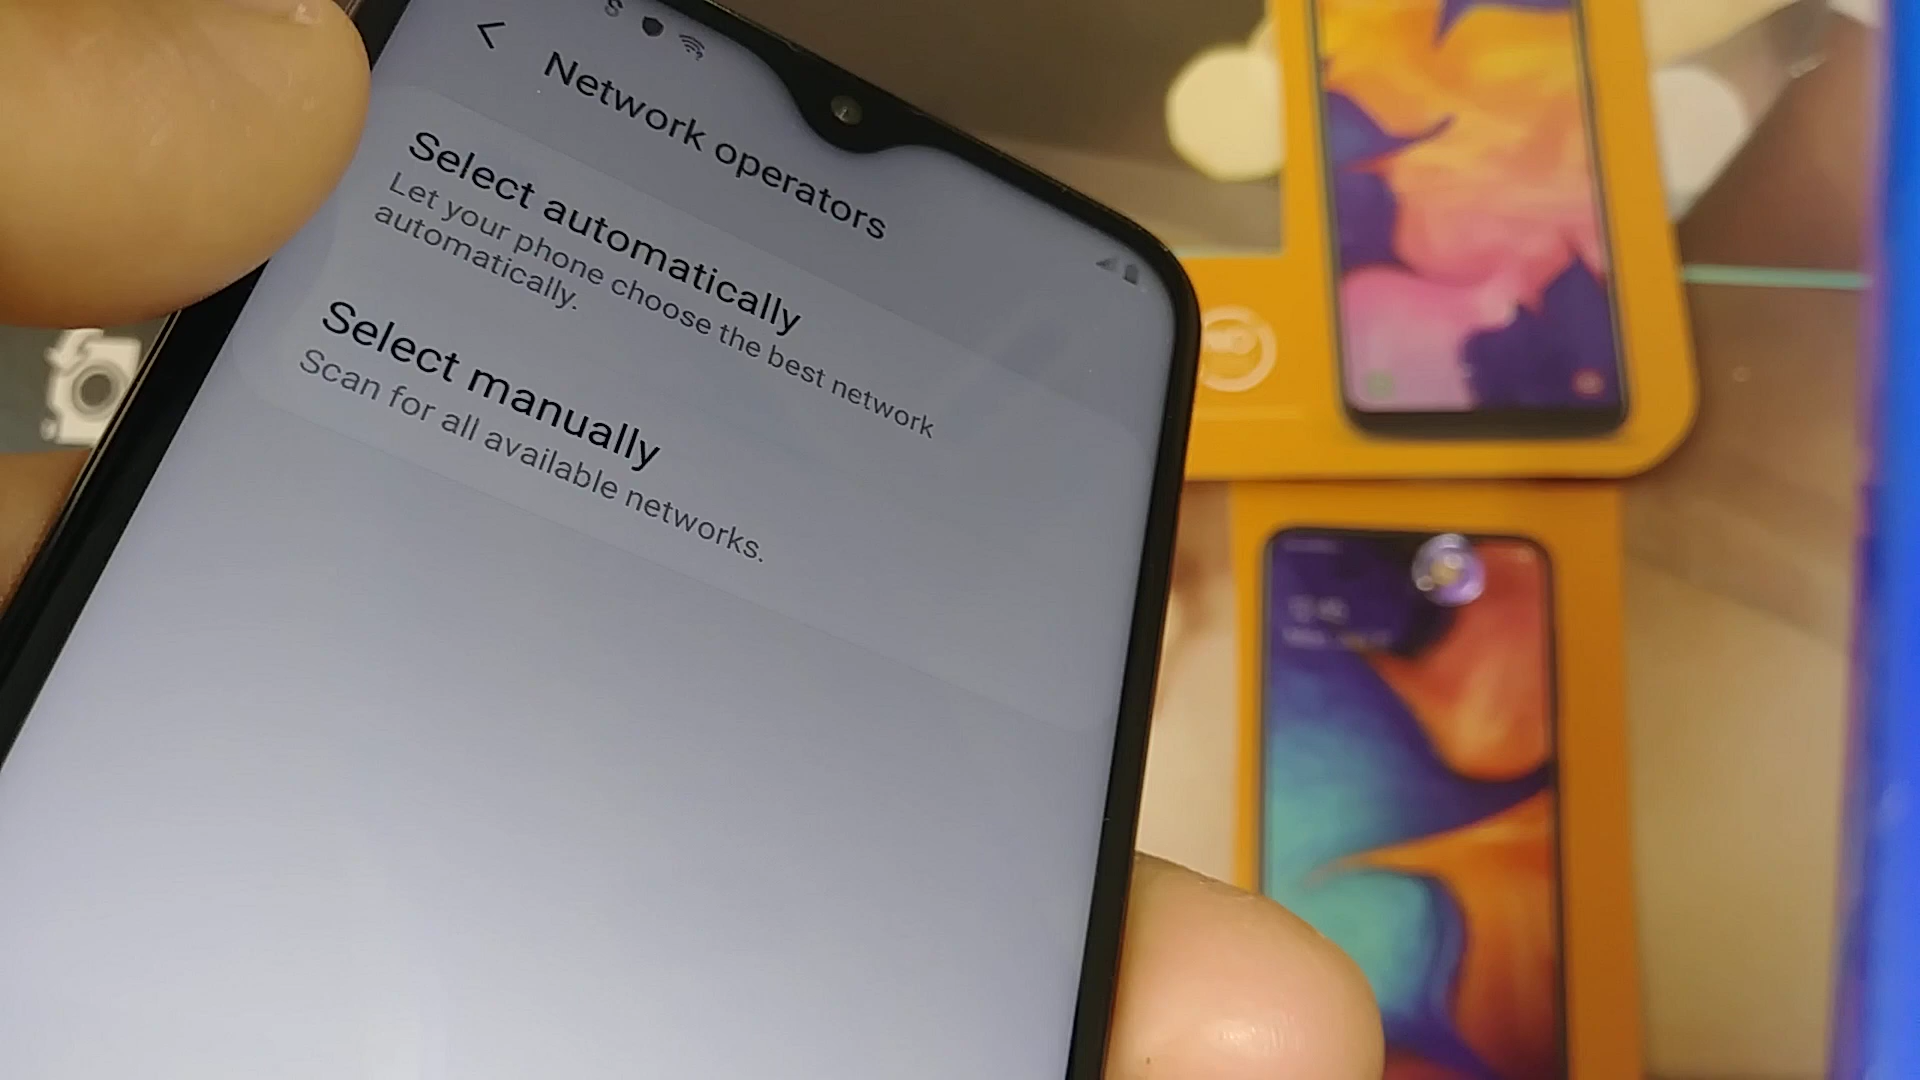 Network operators
Select automatically
Let your phone choose the best network
automatically.
Select manually
Scan for all available networks.